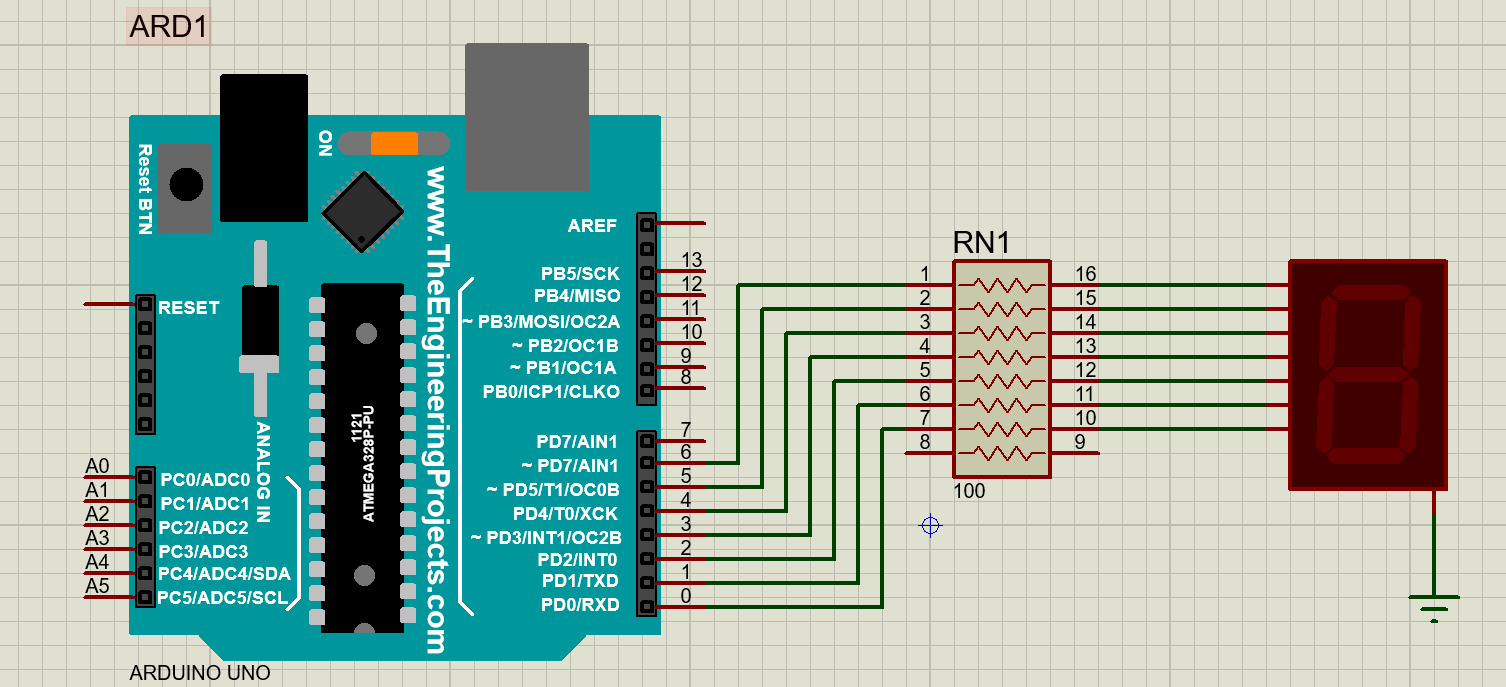 ARD1
ON
Reset BTN
www.TheEngineeringProjects.com
RESET
1121
ATMEGA328P-PU
ANALOG IN
A0 PC0/ADC0
A1 PC1/ADC1
A2 PC2/ADC2
A3 PC3/ADC3
A4 PC4/ADC4/SDA
A5 PC5/ADC5/SCL
AREF
PB5/SCK 13
PB4/MISO 12
~ PB3/MOSI/OC2A 11
~ PB2/OC1B 10
~ PB1/OC1A 9
PB0/ICP1/CLKO 8
PD7/AIN1 7
~ PD7/AIN1 6
~ PD5/T1/OC0B 5
PD4/T0/XCK 4
~ PD3/INT1/OC2B 3
PD2/INT0 2
PD1/TXD 1
PD0/RXD 0
ARDUINO UNO
RN1
1 16
2 15
3 14
4 13
5 12
6 11
7 10
8 9
100